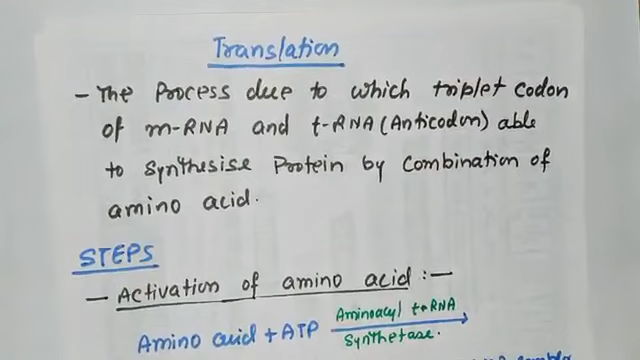 Translation
- The Process due to which triplet codon
of m-RNA and t-RNA (Anticodon) able
to synthesise Protein by combination of
amino acid.
STEPS
- Activation of amino acid :-
Aminoacyl t-RNA
Amino acid + ATP
Synthetase.